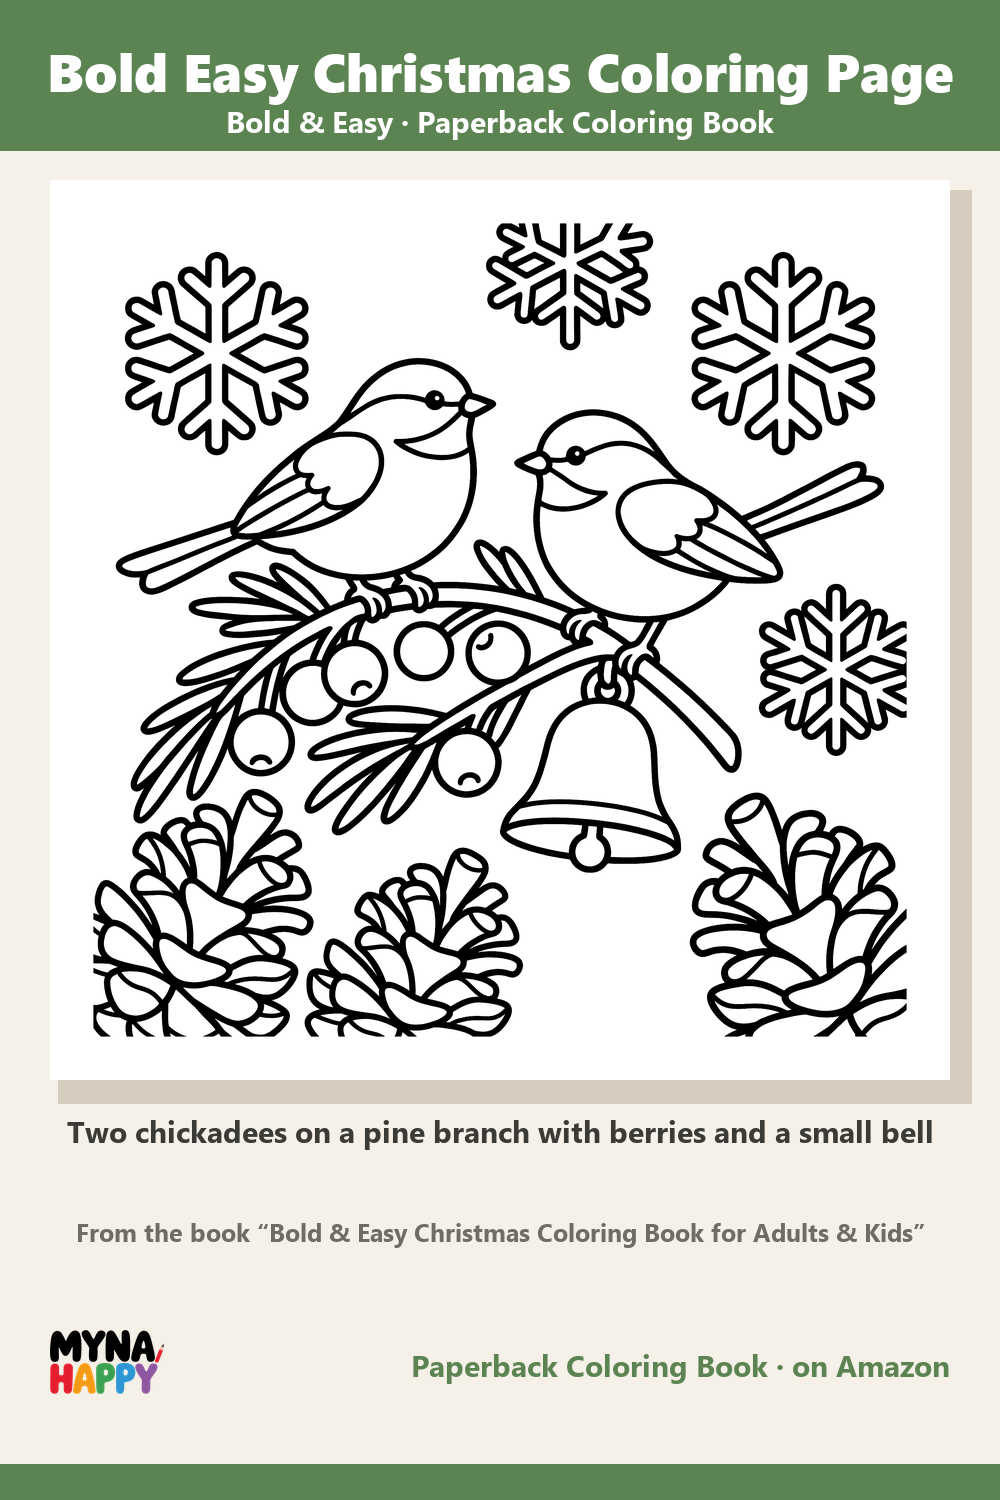 Bold Easy Christmas Coloring Page
Bold & Easy · Paperback Coloring Book
Two chickadees on a pine branch with berries and a small bell
From the book “Bold & Easy Christmas Coloring Book for Adults & Kids”
MYNA
HAPPY
Paperback Coloring Book · on Amazon